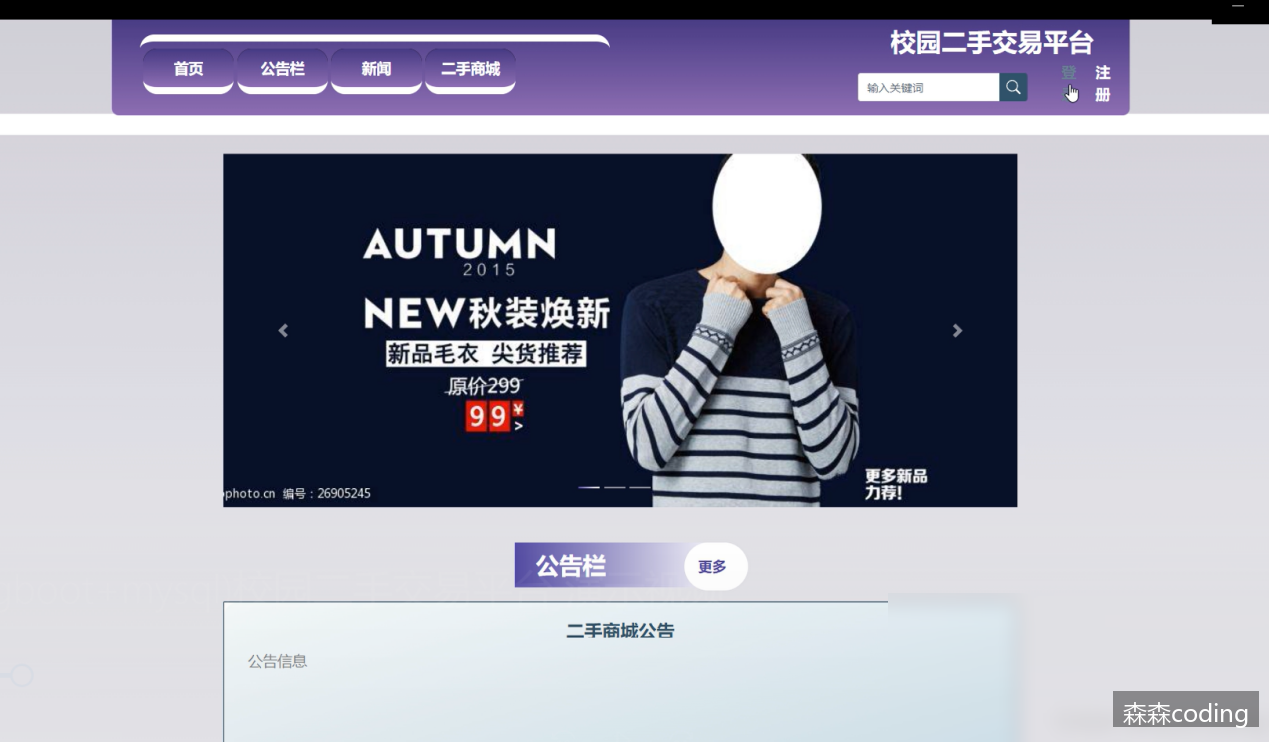 校园二手交易平台
首页
公告栏
新闻
二手商城
输入关键词
登
注
册
AUTUMN
2015
NEW秋装焕新
新品毛衣 尖货推荐
原价299
99¥
>
更多新品
力荐!
photo.cn 编号：26905245
公告栏
更多
二手商城公告
公告信息
森森coding